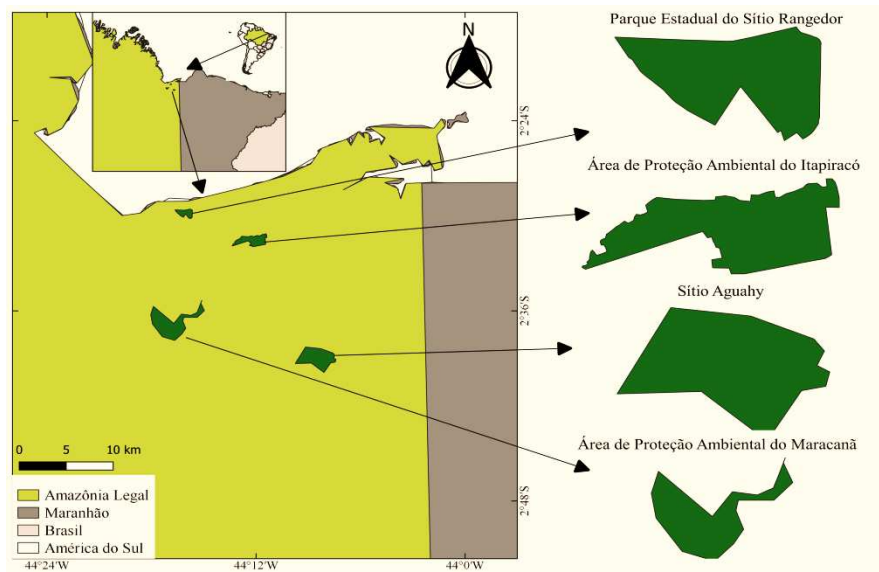 Parque Estadual do Sítio Rangedor
N
2°24'S
Área de Proteção Ambiental do Itapiracó
Sítio Aguahy
2°36'S
Área de Proteção Ambiental do Maracanã
0 5 10 km
Amazônia Legal
Maranhão
Brasil
América do Sul
2°48'S
44°24'W 44°12'W 44°0'W